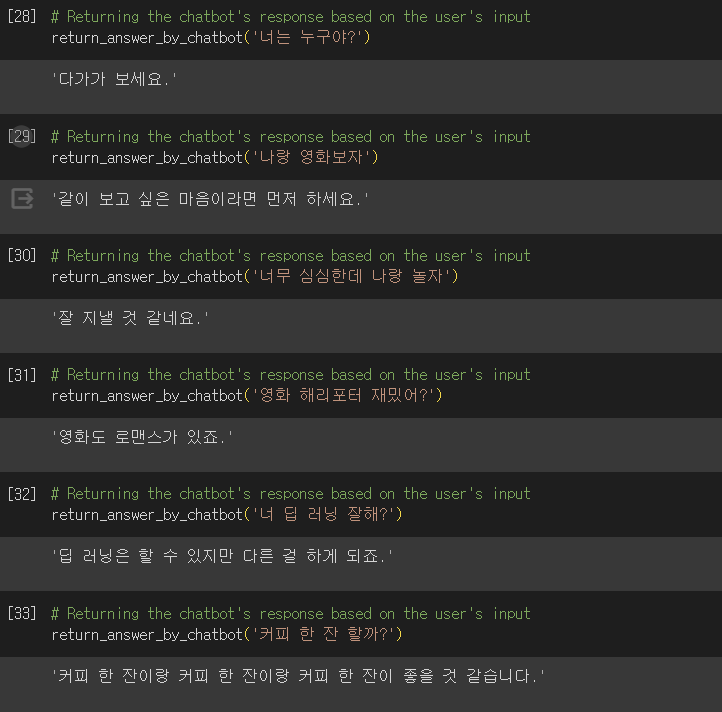 [28] # Returning the chatbot's response based on the user's input
return_answer_by_chatbot('너는 누구야?')
'다가가 보세요.'
[29] # Returning the chatbot's response based on the user's input
return_answer_by_chatbot('나랑 영화보자')
'같이 보고 싶은 마음이라면 먼저 하세요.'
[30] # Returning the chatbot's response based on the user's input
return_answer_by_chatbot('너무 심심한데 나랑 놀자')
'잘 지낼 것 같네요.'
[31] # Returning the chatbot's response based on the user's input
return_answer_by_chatbot('영화 해리포터 재밌어?')
'영화도 로맨스가 있죠.'
[32] # Returning the chatbot's response based on the user's input
return_answer_by_chatbot('너 딥 러닝 잘해?')
'딥 러닝은 할 수 있지만 다른 걸 하게 되죠.'
[33] # Returning the chatbot's response based on the user's input
return_answer_by_chatbot('커피 한 잔 할까?')
'커피 한 잔이랑 커피 한 잔이랑 커피 한 잔이 좋을 것 같습니다.'